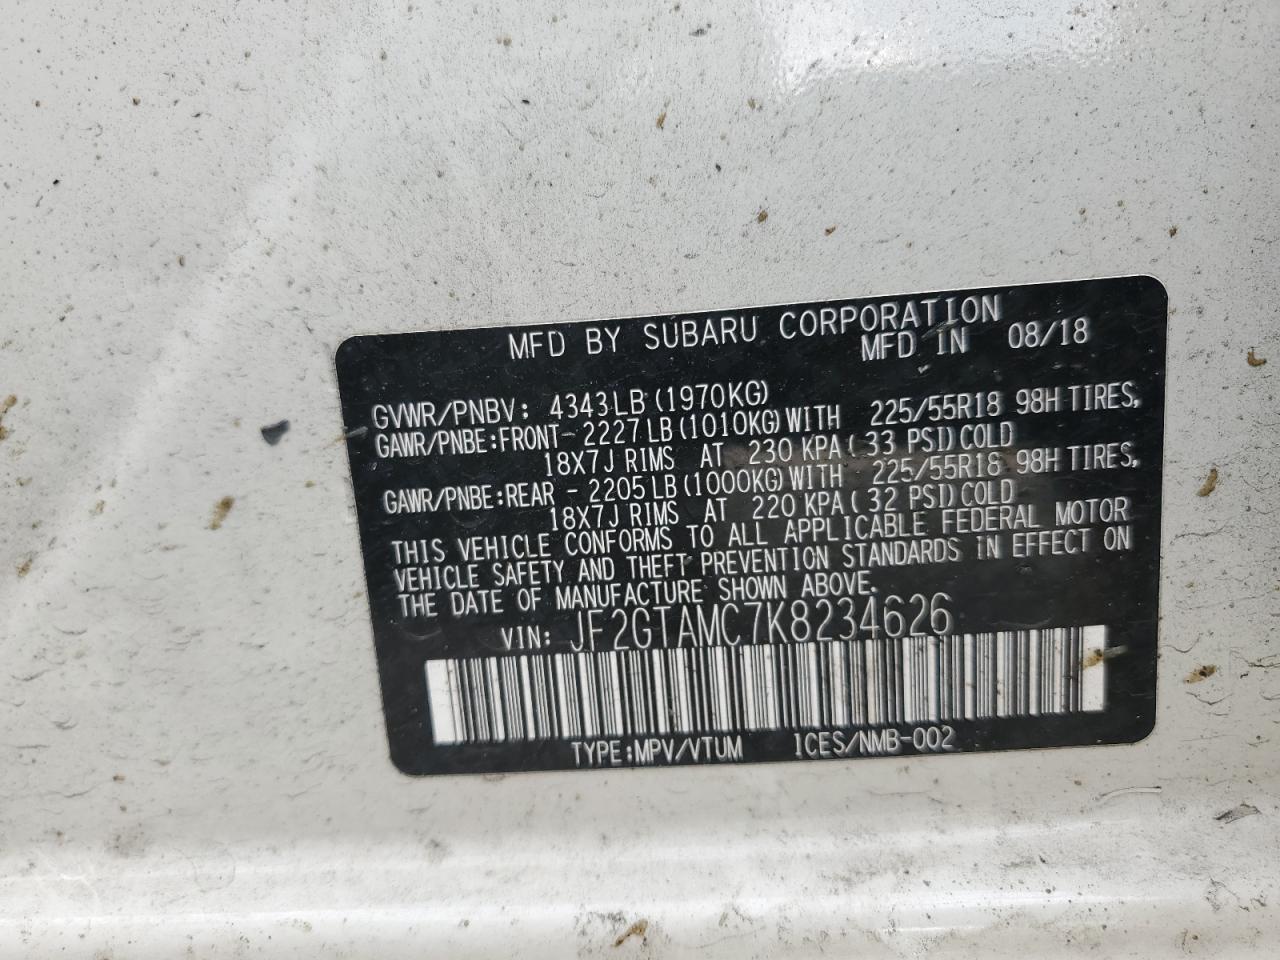 MFD BY SUBARU CORPORATION
MFD IN 08/18
GVWR/PNBV: 4343LB(1970KG)
GAWR/PNBE:FRONT- 2227LB(1010KG)WITH 225/55R18 98H TIRES,
18X7J RIMS AT 230 KPA( 33 PSI)COLD
GAWR/PNBE:REAR - 2205LB(1000KG)WITH 225/55R18 98H TIRES,
18X7J RIMS AT 220 KPA( 32 PSI)COLD
THIS VEHICLE CONFORMS TO ALL APPLICABLE FEDERAL MOTOR
VEHICLE SAFETY AND THEFT PREVENTION STANDARDS IN EFFECT ON
THE DATE OF MANUFACTURE SHOWN ABOVE.
VIN: JF2GTAMC7K8234626
TYPE:MPV/VTUM ICES/NMB-002